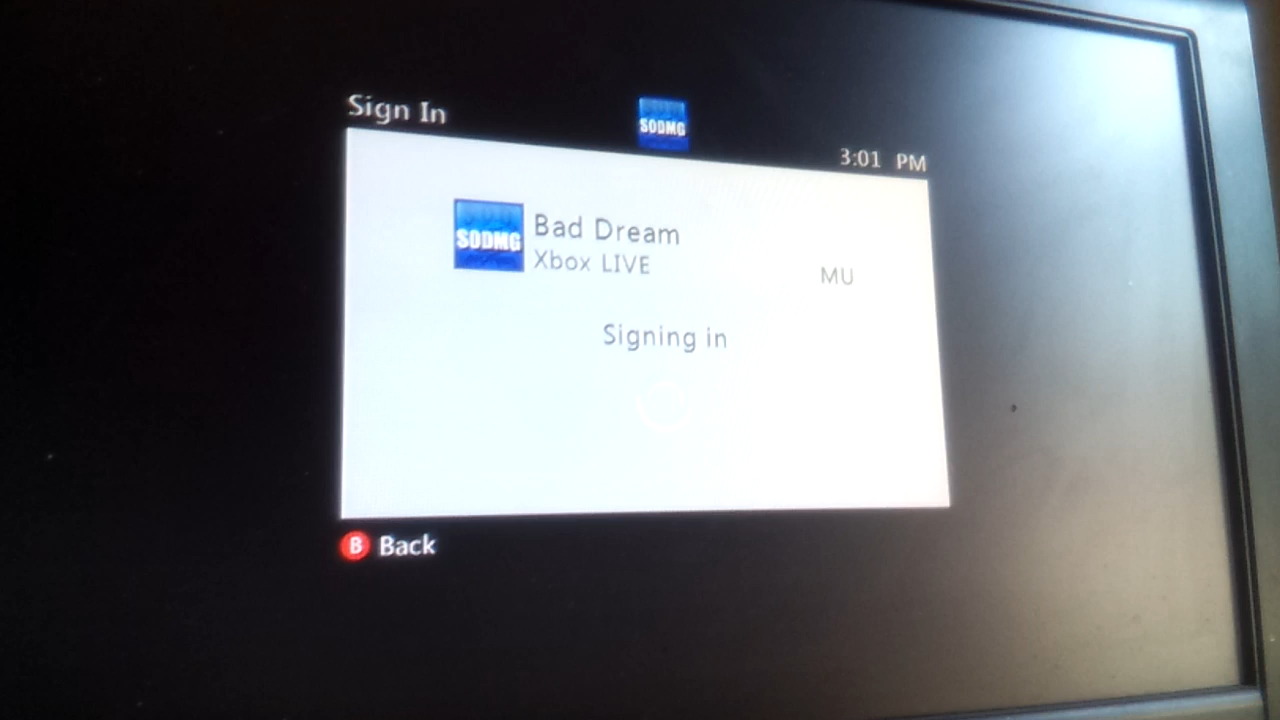 Sign In
SODMG
3:01 PM
SODMG
Bad Dream
Xbox LIVE
MU
Signing in
B Back